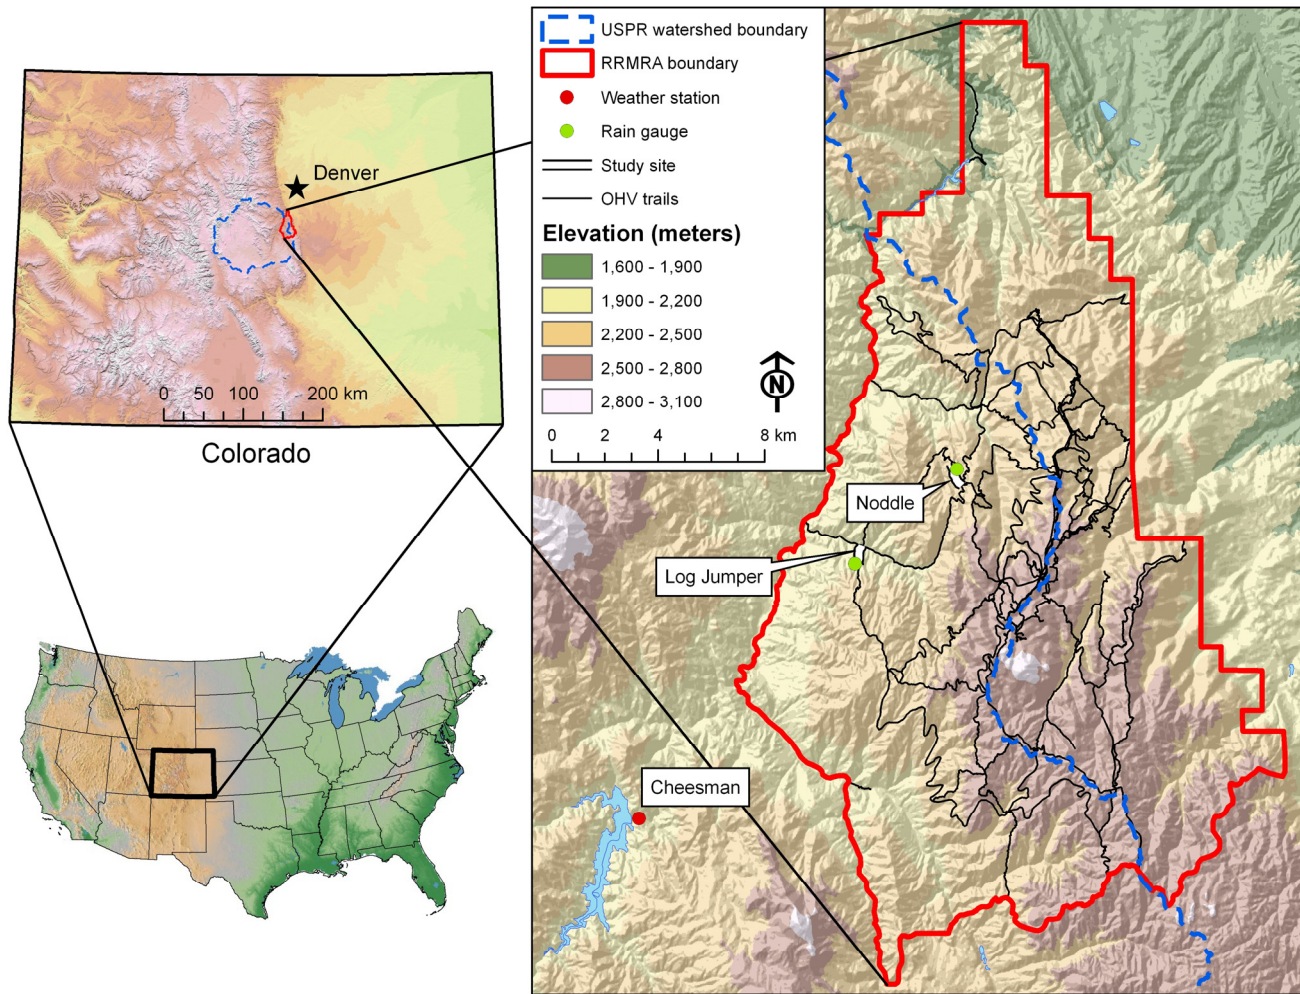 USPR watershed boundary
RRMRA boundary
Weather station
Rain gauge
Study site
OHV trails
Elevation (meters)
1,600 - 1,900
1,900 - 2,200
2,200 - 2,500
2,500 - 2,800
2,800 - 3,100
N
0 2 4 8 km
Denver
0 50 100 200 km
Colorado
Noddle
Log Jumper
Cheesman